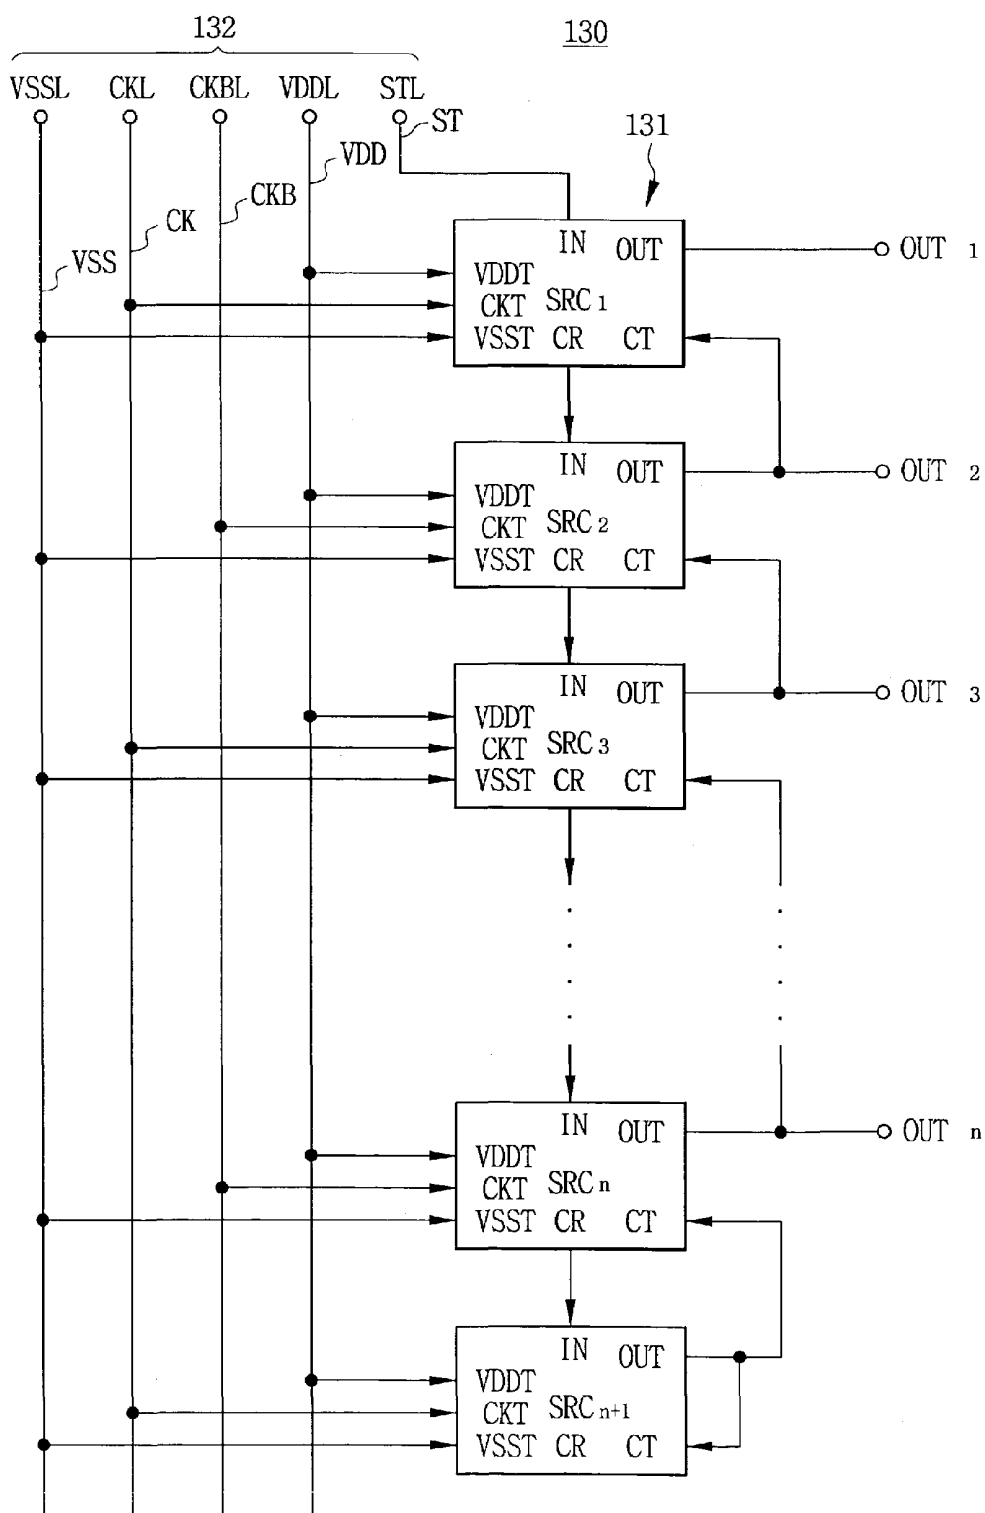 132
130
VSSL CKL CKBL VDDL STL
ST
131
VDD
CKB
CK
VSS
IN OUT
OUT 1
VDDT
CKT SRC 1
VSST CR CT
IN OUT
OUT 2
VDDT
CKT SRC 2
VSST CR CT
IN OUT
OUT 3
VDDT
CKT SRC 3
VSST CR CT
IN OUT
OUT n
VDDT
CKT SRC n
VSST CR CT
IN OUT
VDDT
CKT SRC n+1
VSST CR CT